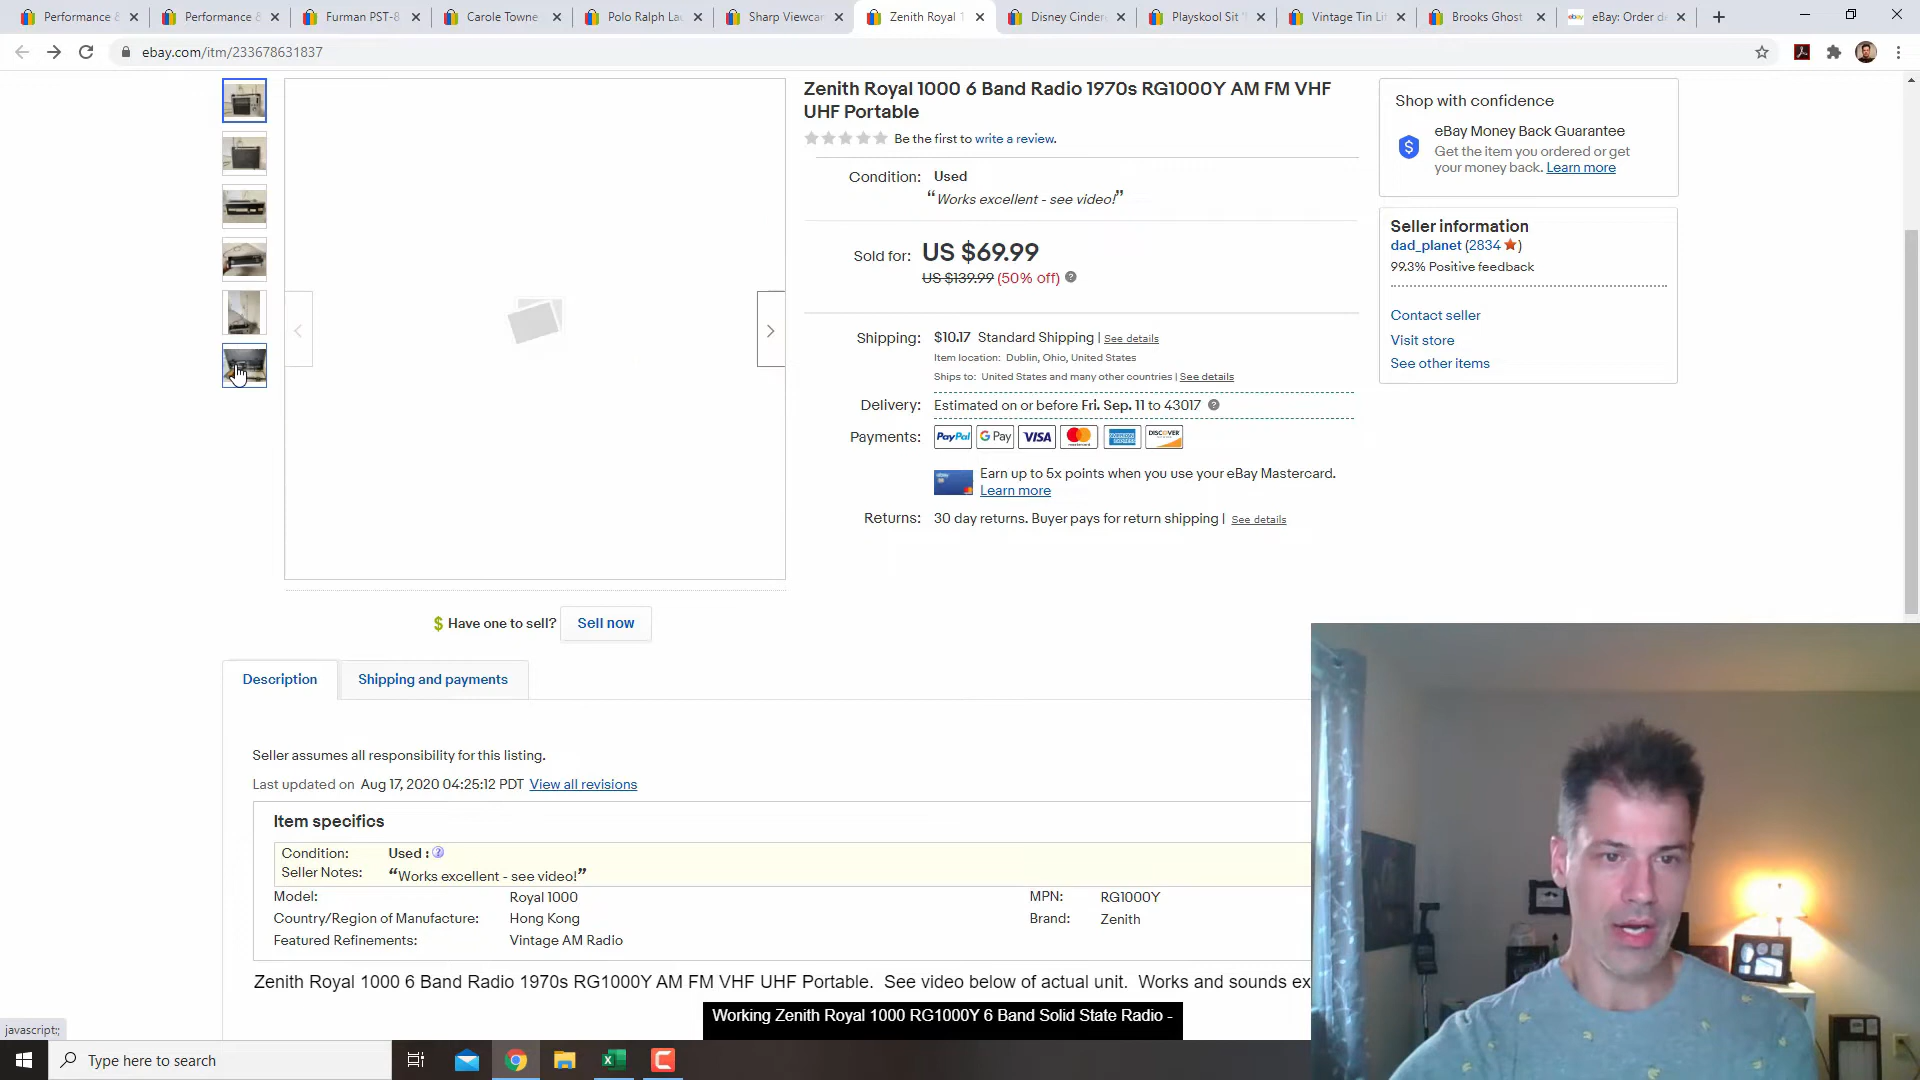 Performance &
Performance &
Furman PST-8
Carole Towne
Polo Ralph Lau
Sharp Viewcar
Zenith Royal 1
Disney Cinder
Playskool Sit '
Vintage Tin Lit
Brooks Ghost
ebay eBay: Order de
ebay.com/itm/233678631837
Zenith Royal 1000 6 Band Radio 1970s RG1000Y AM FM VHF
UHF Portable
Be the first to write a review.
Condition: Used
“Works excellent - see video!”
Sold for: US $69.99
US $139.99 (50% off)
Shipping: $10.17 Standard Shipping | See details
Item location: Dublin, Ohio, United States
Ships to: United States and many other countries | See details
Delivery: Estimated on or before Fri. Sep. 11 to 43017
Payments: PayPal G Pay VISA DISCOVER
Earn up to 5x points when you use your eBay Mastercard.
Learn more
Returns: 30 day returns. Buyer pays for return shipping | See details
Shop with confidence
eBay Money Back Guarantee
Get the item you ordered or get
your money back. Learn more
Seller information
dad_planet (2834)
99.3% Positive feedback
Contact seller
Visit store
See other items
$ Have one to sell? Sell now
Description
Shipping and payments
Seller assumes all responsibility for this listing.
Last updated on Aug 17, 2020 04:25:12 PDT View all revisions
Item specifics
Condition: Used :
Seller Notes: “Works excellent - see video!”
Model: Royal 1000 MPN: RG1000Y
Country/Region of Manufacture: Hong Kong Brand: Zenith
Featured Refinements: Vintage AM Radio
Zenith Royal 1000 6 Band Radio 1970s RG1000Y AM FM VHF UHF Portable. See video below of actual unit. Works and sounds ex
Working Zenith Royal 1000 RG1000Y 6 Band Solid State Radio -
javascript:;
Type here to search